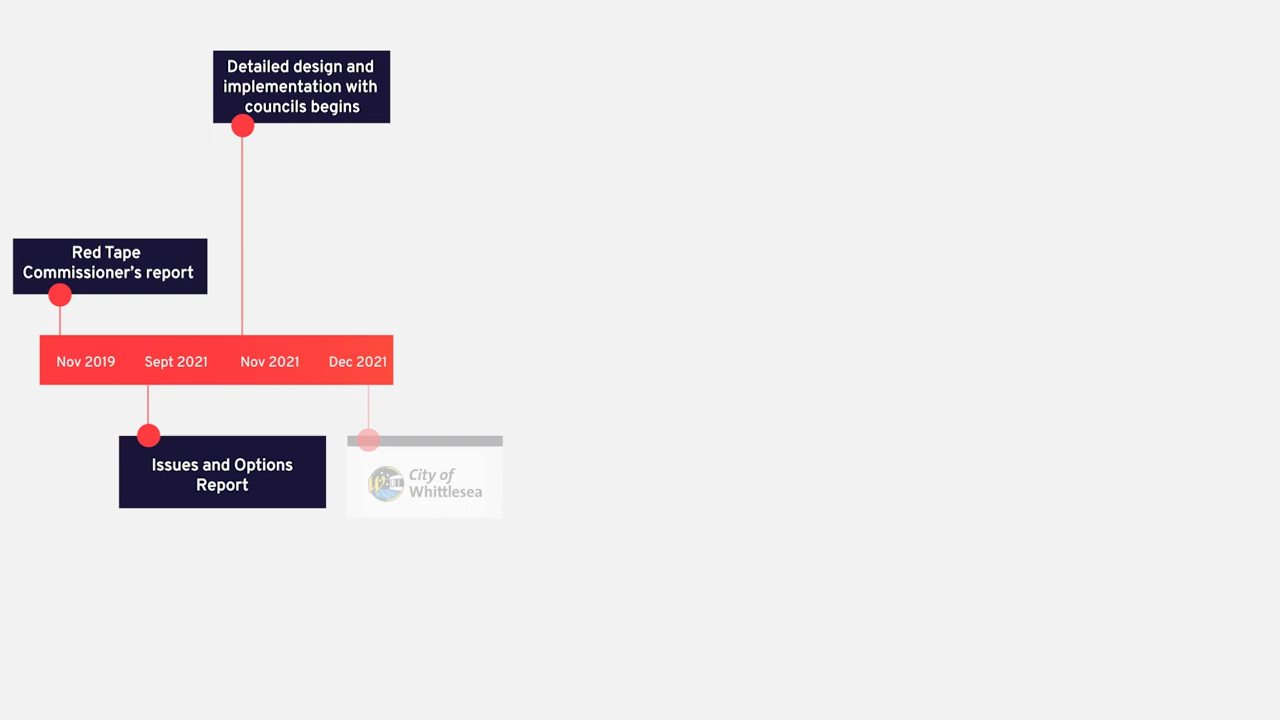 Detailed design and
implementation with
councils begins
Red Tape
Commissioner's report
Nov 2019
Sept 2021
Nov 2021
Dec 2021
Issues and Options
Report
City of
Whittlesea